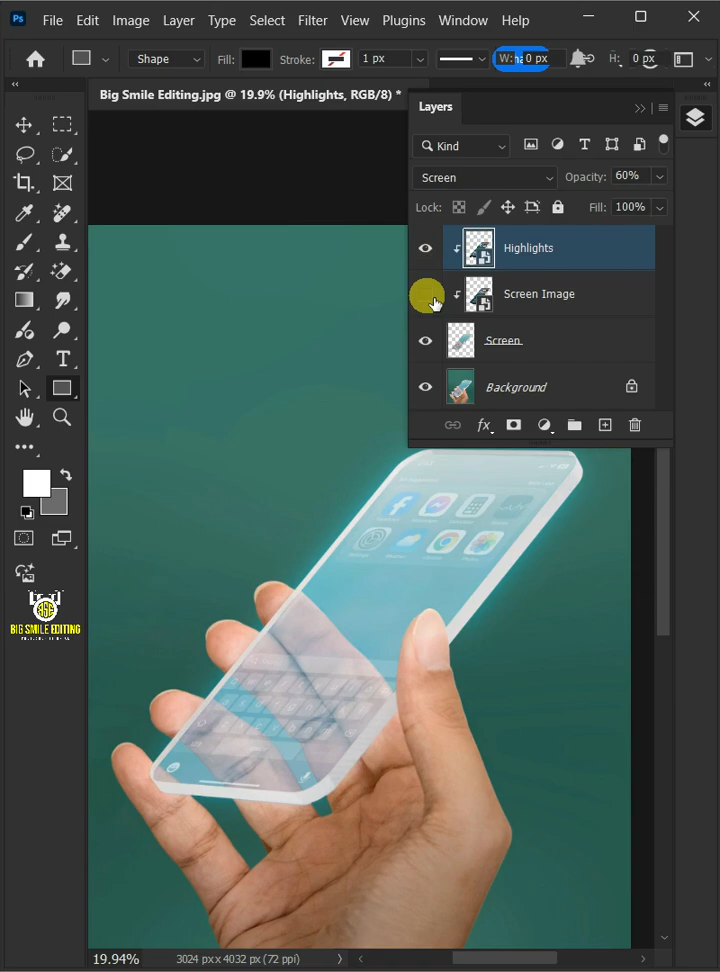 Ps File Edit Image Layer Type Select Filter View Plugins Window Help
Shape Fill: Stroke: 1 px W: 0 px H: 0 px
Big Smile Editing.jpg @ 19.9% (Highlights, RGB/8) *
Layers
Kind
Screen Opacity: 60%
Lock: Fill: 100%
Highlights
Screen Image
Screen
Background
fx
BIG SMILE EDITING
19.94% 3024 px x 4032 px (72 ppi)